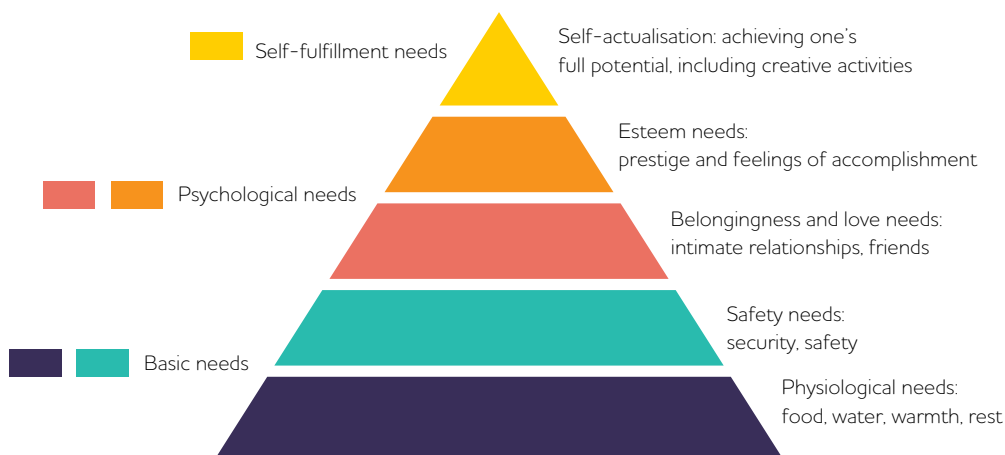 Self-fulfillment needs
Self-actualisation: achieving one's
full potential, including creative activities
Esteem needs:
prestige and feelings of accomplishment
Psychological needs
Belongingness and love needs:
intimate relationships, friends
Safety needs:
security, safety
Basic needs
Physiological needs:
food, water, warmth, rest